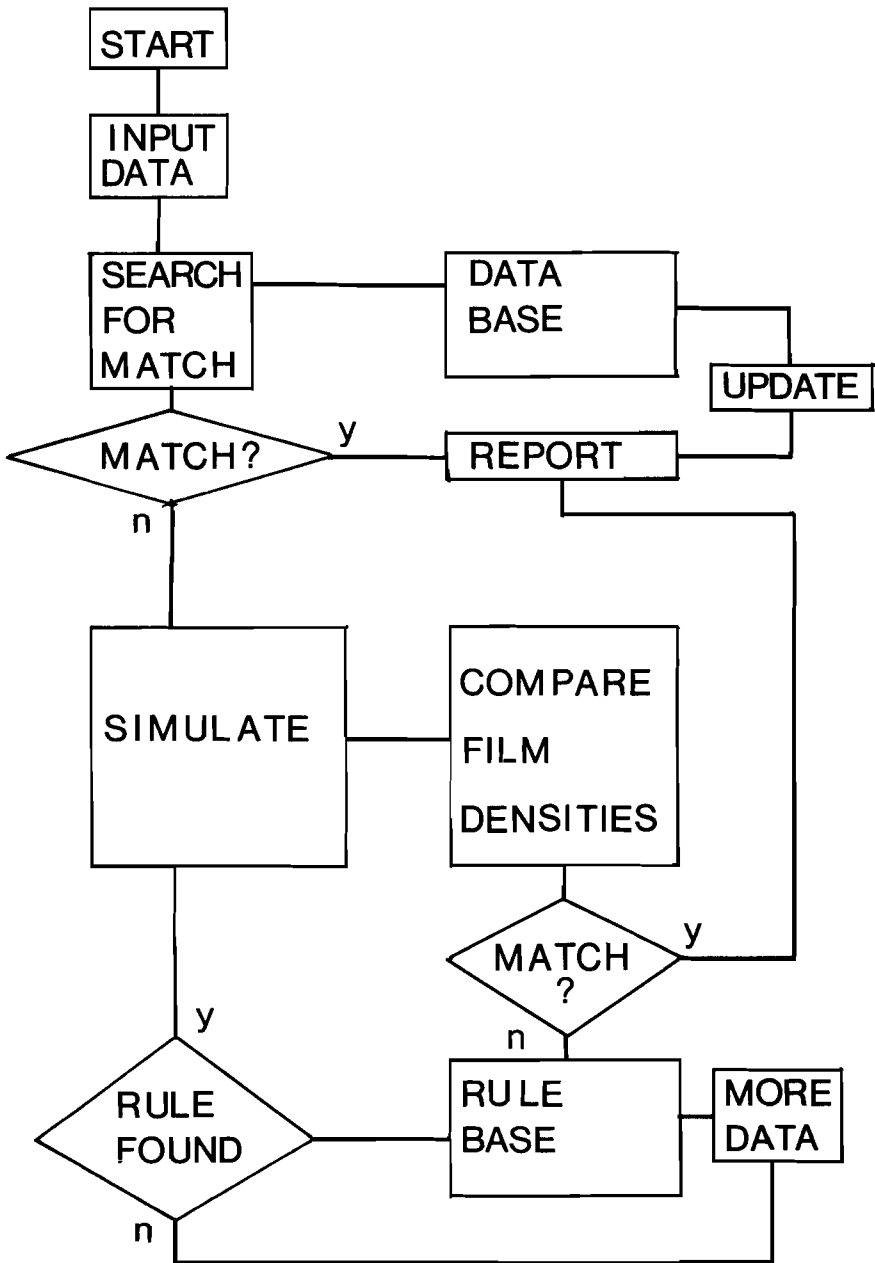 START
INPUT
DATA
SEARCH
FOR
MATCH
DATA
BASE
UPDATE
MATCH?
y
REPORT
n
SIMULATE
COMPARE
FILM
DENSITIES
MATCH
?
y
n
y
RULE
FOUND
RULE
BASE
MORE
DATA
n